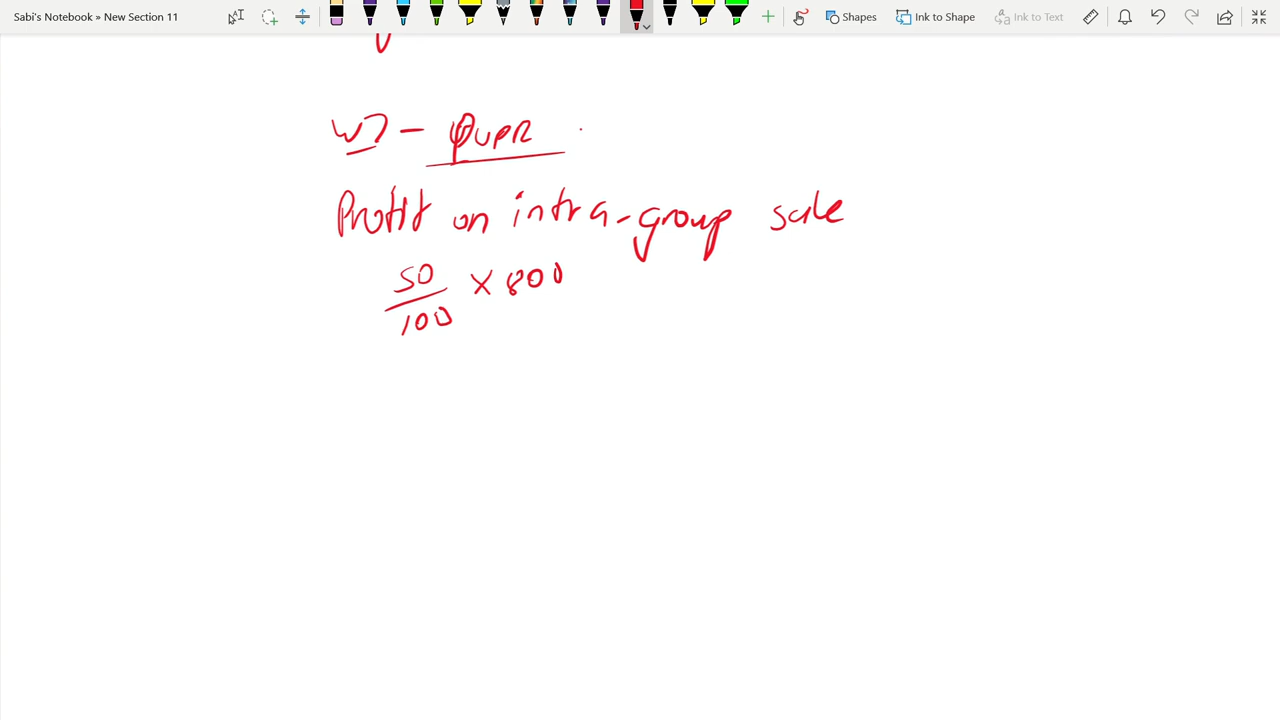 Sabi's Notebook » New Section 11
Shapes
Ink to Shape
Ink to Text
W7 - PUPR
Profit on intra-group sale
50
100
× 800